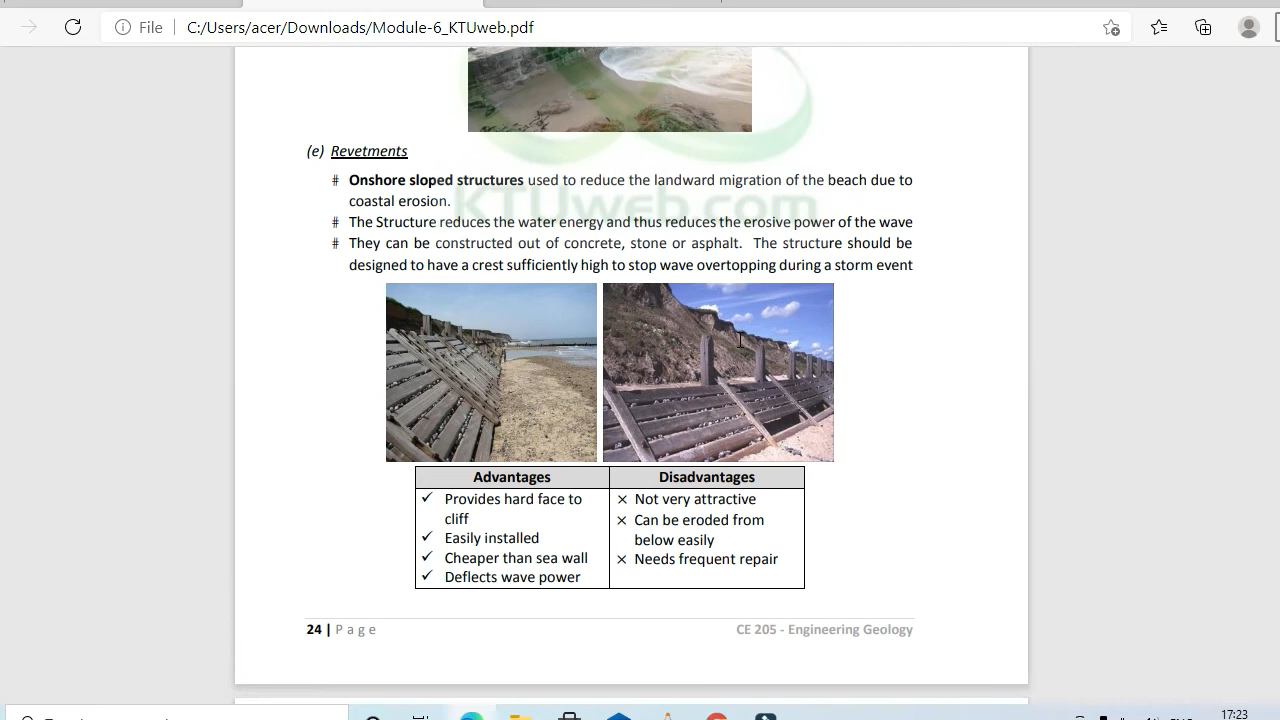 File C:/Users/acer/Downloads/Module-6_KTUweb.pdf
(e) Revetments
# Onshore sloped structures used to reduce the landward migration of the beach due to
coastal erosion.
KTUweb.com
# The Structure reduces the water energy and thus reduces the erosive power of the wave
# They can be constructed out of concrete, stone or asphalt. The structure should be
designed to have a crest sufficiently high to stop wave overtopping during a storm event
Advantages Disadvantages
✓ Provides hard face to
cliff
✓ Easily installed
✓ Cheaper than sea wall
✓ Deflects wave power
× Not very attractive
× Can be eroded from
below easily
× Needs frequent repair
24 | Page CE 205 - Engineering Geology
17:23